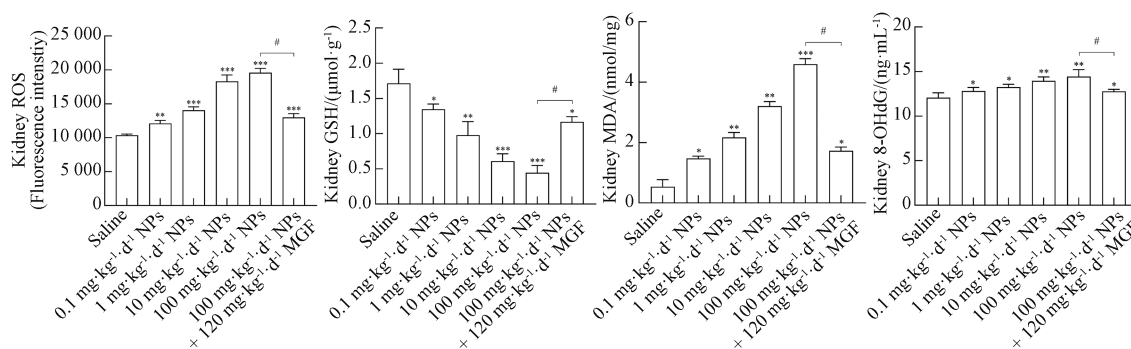 Kidney ROS
(Fluorescence intenstiy)
25 000
20 000
15 000
10 000
5 000
0
**
***
***
***
***
#
Saline
0.1 mg·kg⁻¹·d⁻¹ NPs
1 mg·kg⁻¹·d⁻¹ NPs
10 mg·kg⁻¹·d⁻¹ NPs
100 mg·kg⁻¹·d⁻¹ NPs
100 mg·kg⁻¹·d⁻¹ NPs
+ 120 mg·kg⁻¹·d⁻¹ MGF
Kidney GSH/(μmol·g⁻¹)
2.5
2.0
1.5
1.0
0.5
0.0
*
**
***
***
*
#
Saline
0.1 mg·kg⁻¹·d⁻¹ NPs
1 mg·kg⁻¹·d⁻¹ NPs
10 mg·kg⁻¹·d⁻¹ NPs
100 mg·kg⁻¹·d⁻¹ NPs
100 mg·kg⁻¹·d⁻¹ NPs
+ 120 mg·kg⁻¹·d⁻¹ MGF
Kidney MDA/(nmol/mg)
6
4
2
0
*
**
**
***
*
#
Saline
0.1 mg·kg⁻¹·d⁻¹ NPs
1 mg·kg⁻¹·d⁻¹ NPs
10 mg·kg⁻¹·d⁻¹ NPs
100 mg·kg⁻¹·d⁻¹ NPs
100 mg·kg⁻¹·d⁻¹ NPs
+ 120 mg·kg⁻¹·d⁻¹ MGF
Kidney 8-OHdG/(ng·mL⁻¹)
20
15
10
5
0
*
*
**
**
*
#
Saline
0.1 mg·kg⁻¹·d⁻¹ NPs
1 mg·kg⁻¹·d⁻¹ NPs
10 mg·kg⁻¹·d⁻¹ NPs
100 mg·kg⁻¹·d⁻¹ NPs
100 mg·kg⁻¹·d⁻¹ NPs
+ 120 mg·kg⁻¹·d⁻¹ MGF